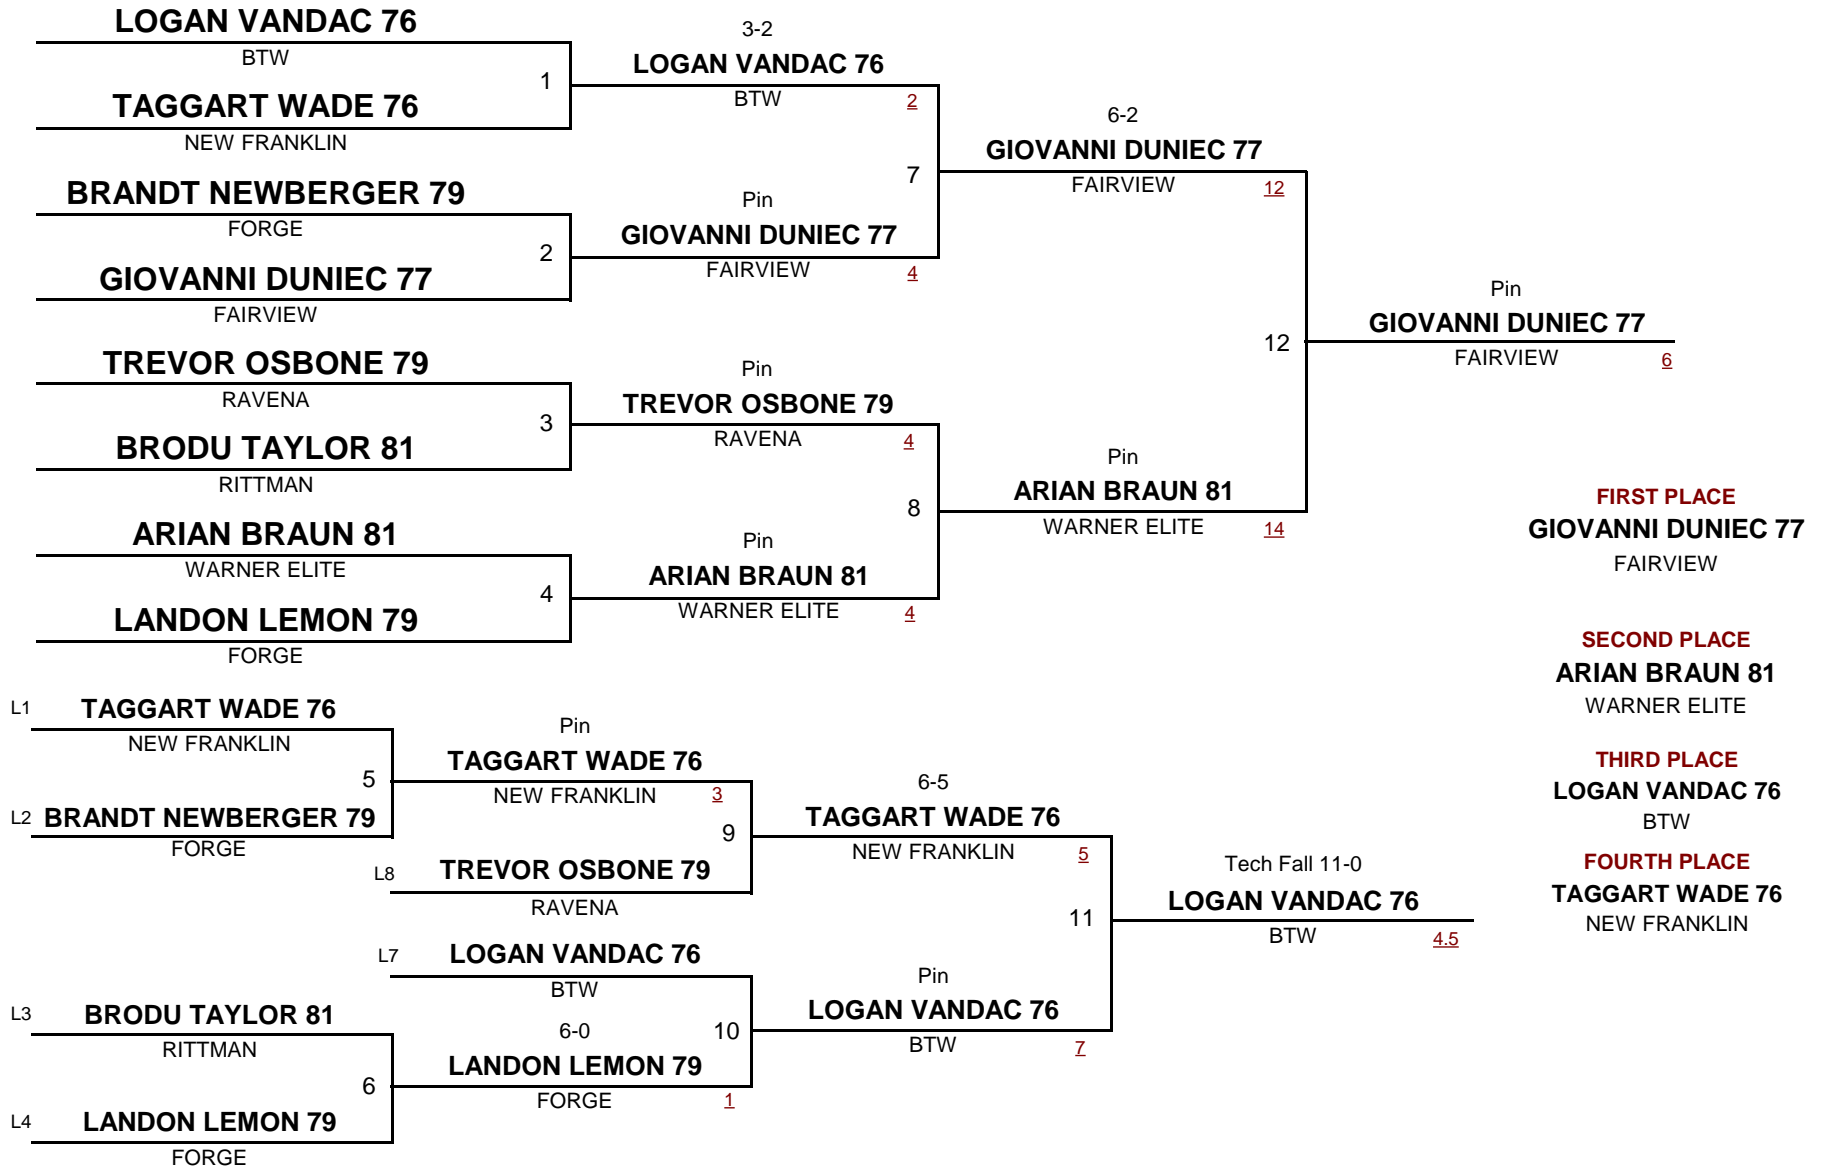 LOGAN VANDAC 76
BTW
1
TAGGART WADE 76
NEW FRANKLIN
BRANDT NEWBERGER 79
FORGE
2
GIOVANNI DUNIEC 77
FAIRVIEW
TREVOR OSBONE 79
RAVENA
3
BRODU TAYLOR 81
RITTMAN
ARIAN BRAUN 81
WARNER ELITE
4
LANDON LEMON 79
FORGE
3-2
LOGAN VANDAC 76
BTW 2
7
Pin
GIOVANNI DUNIEC 77
FAIRVIEW 4
Pin
TREVOR OSBONE 79
RAVENA 4
8
Pin
ARIAN BRAUN 81
WARNER ELITE 4
6-2
GIOVANNI DUNIEC 77
FAIRVIEW 12
12
Pin
ARIAN BRAUN 81
WARNER ELITE 14
Pin
GIOVANNI DUNIEC 77
FAIRVIEW 6
FIRST PLACE
GIOVANNI DUNIEC 77
FAIRVIEW
SECOND PLACE
ARIAN BRAUN 81
WARNER ELITE
THIRD PLACE
LOGAN VANDAC 76
BTW
FOURTH PLACE
TAGGART WADE 76
NEW FRANKLIN
L1 TAGGART WADE 76
NEW FRANKLIN
5
L2 BRANDT NEWBERGER 79
FORGE
L3 BRODU TAYLOR 81
RITTMAN
6
L4 LANDON LEMON 79
FORGE
Pin
TAGGART WADE 76
NEW FRANKLIN 3
9
L8 TREVOR OSBONE 79
RAVENA
L7 LOGAN VANDAC 76
BTW
6-0 10
LANDON LEMON 79
FORGE 1
6-5
TAGGART WADE 76
NEW FRANKLIN 5
11
Pin
LOGAN VANDAC 76
BTW 7
Tech Fall 11-0
LOGAN VANDAC 76
BTW 4.5